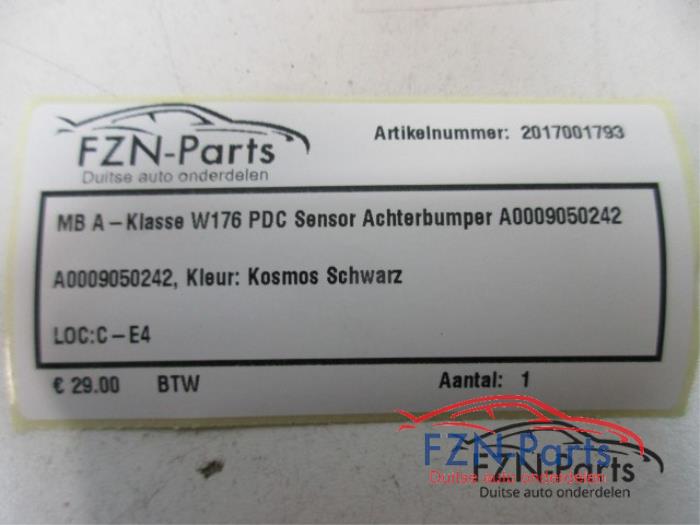 FZN-Parts
Duitse auto onderdelen
Artikelnummer: 2017001793
MB A-Klasse W176 PDC Sensor Achterbumper A0009050242
A0009050242, Kleur: Kosmos Schwarz
LOC:C-E4
€ 29.00 BTW Aantal: 1
FZN-Parts
Duitse auto onderdelen
FZN-Parts
Duitse auto onderdelen